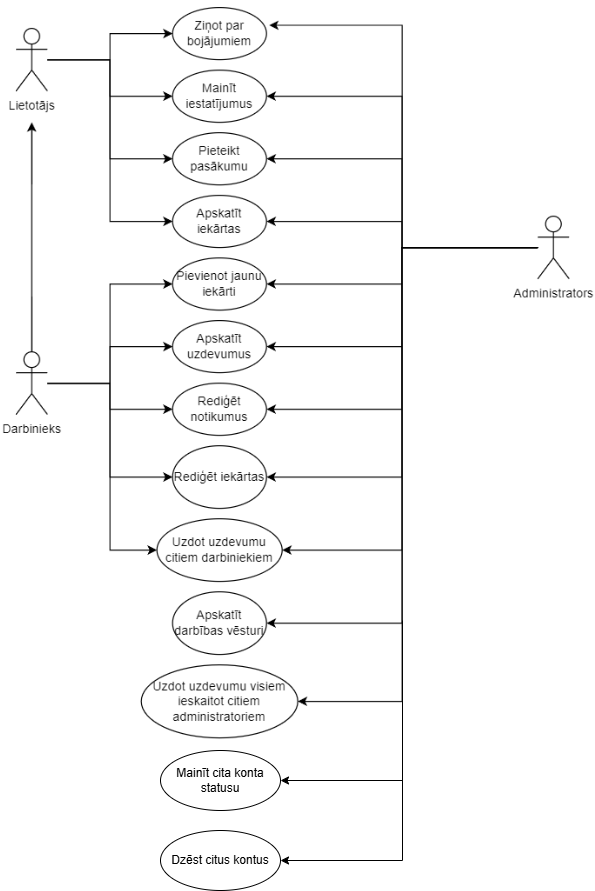 Ziņot par
bojājumiem
Lietotājs
Mainīt
iestatījumus
Pieteikt
pasākumu
Apskatīt
iekārtas
Administrators
Pievienot jaunu
iekārti
Apskatīt
uzdevumus
Darbinieks
Rediģēt
notikumus
Rediģēt iekārtas
Uzdot uzdevumu
citiem darbiniekiem
Apskatīt
darbības vēsturi
Uzdot uzdevumu visiem
ieskaitot citiem
administratoriem
Mainīt cita konta
statusu
Dzēst citus kontus